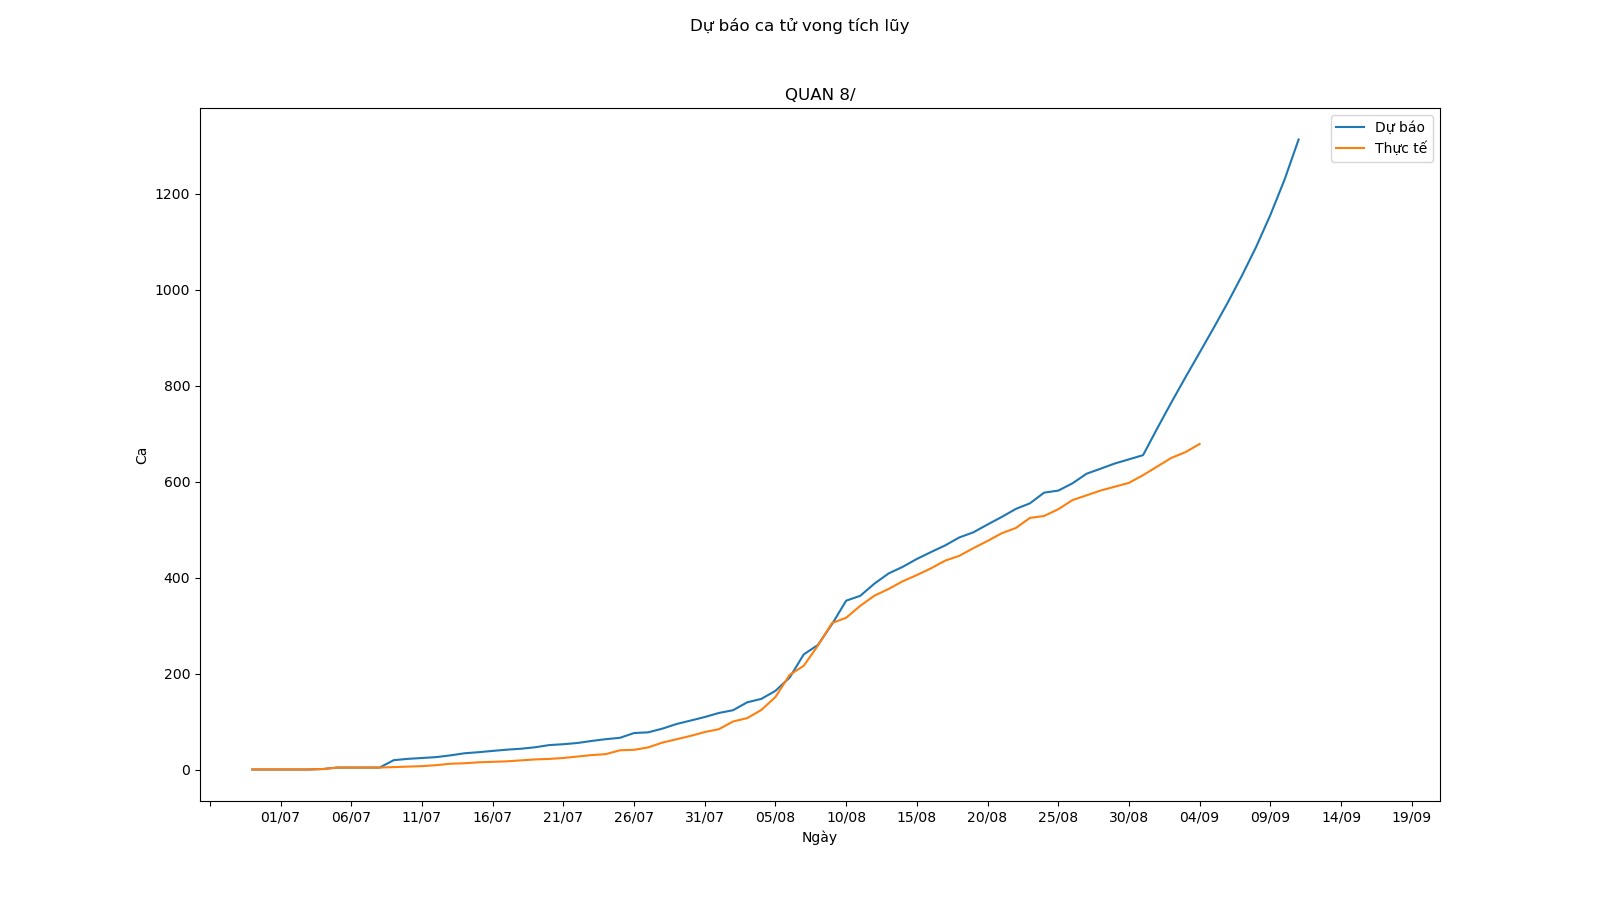 Dự báo ca tử vong tích lũy
QUAN 8/
Dự báo
Thực tế
1200
1000
800
600
400
200
0
Ca
01/07 06/07 11/07 16/07 21/07 26/07 31/07 05/08 10/08 15/08 20/08 25/08 30/08 04/09 09/09 14/09 19/09
Ngày